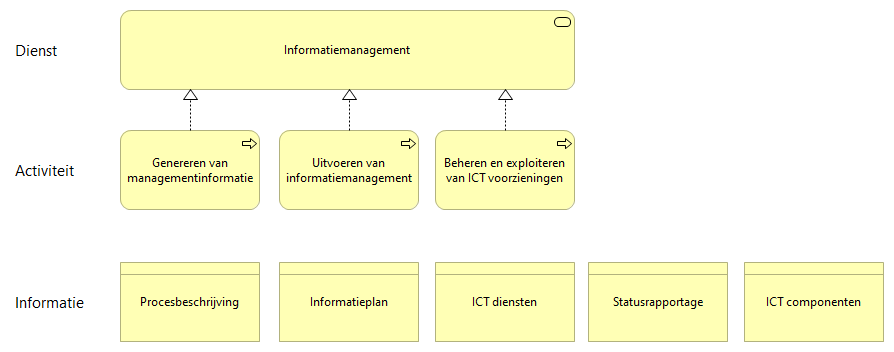 Dienst
Informatiemanagement
Activiteit
Genereren van
managementinformatie
Uitvoeren van
informatiemanagement
Beheren en exploiteren
van ICT voorzieningen
Informatie
Procesbeschrijving
Informatieplan
ICT diensten
Statusrapportage
ICT componenten